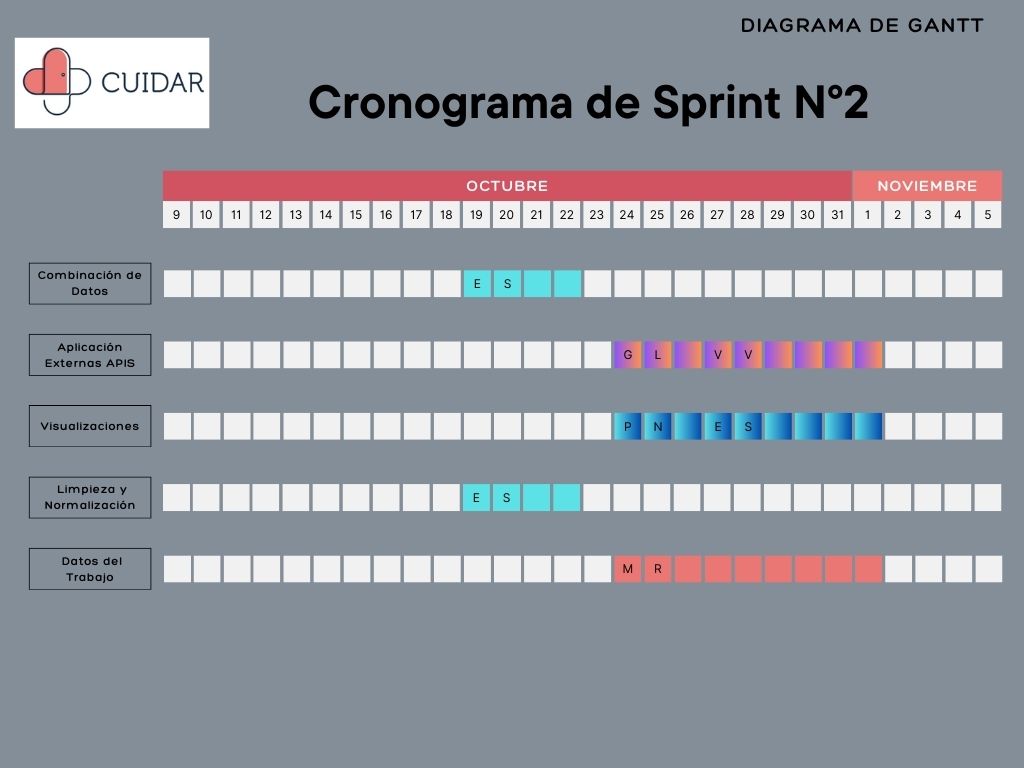 DIAGRAMA DE GANTT
CUIDAR
Cronograma de Sprint N°2
OCTUBRE NOVIEMBRE
9 10 11 12 13 14 15 16 17 18 19 20 21 22 23 24 25 26 27 28 29 30 31 1 2 3 4 5
Combinación de
Datos
E S
Aplicación
Externas APIS
G L V V
Visualizaciones
P N E S
Limpieza y
Normalización
E S
Datos del
Trabajo
M R